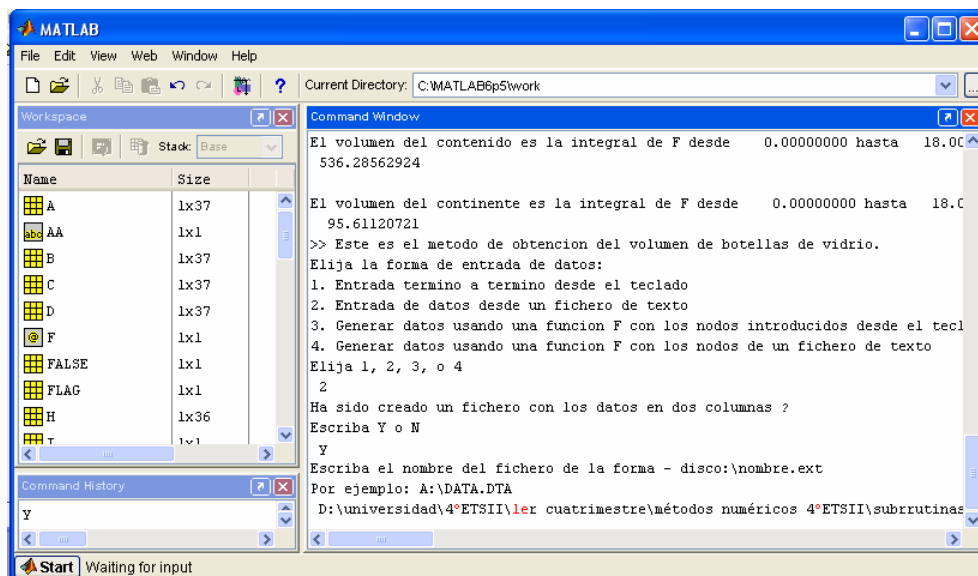 MATLAB
File Edit View Web Window Help
? Current Directory: C:\MATLAB6p5\work ...
Workspace
Stack: Base
Name Size
A 1x37
abc AA 1x1
B 1x37
C 1x37
D 1x37
@ F 1x1
FALSE 1x1
FLAG 1x1
H 1x36
Command History
Y
Command Window
El volumen del contenido es la integral de F desde 0.00000000 hasta 18.00
536.28562924
El volumen del continente es la integral de F desde 0.00000000 hasta 18.0
95.61120721
>> Este es el metodo de obtencion del volumen de botellas de vidrio.
Elija la forma de entrada de datos:
1. Entrada termino a termino desde el teclado
2. Entrada de datos desde un fichero de texto
3. Generar datos usando una funcion F con los nodos introducidos desde el tecl
4. Generar datos usando una funcion F con los nodos de un fichero de texto
Elija 1, 2, 3, o 4
2
Ha sido creado un fichero con los datos en dos columnas ?
Escriba Y o N
Y
Escriba el nombre del fichero de la forma - disco:\nombre.ext
Por ejemplo: A:\DATA.DTA
D:\universidad\4°ETSII\1er cuatrimestre\métodos numéricos 4°ETSII\subrrutinas
Start Waiting for input